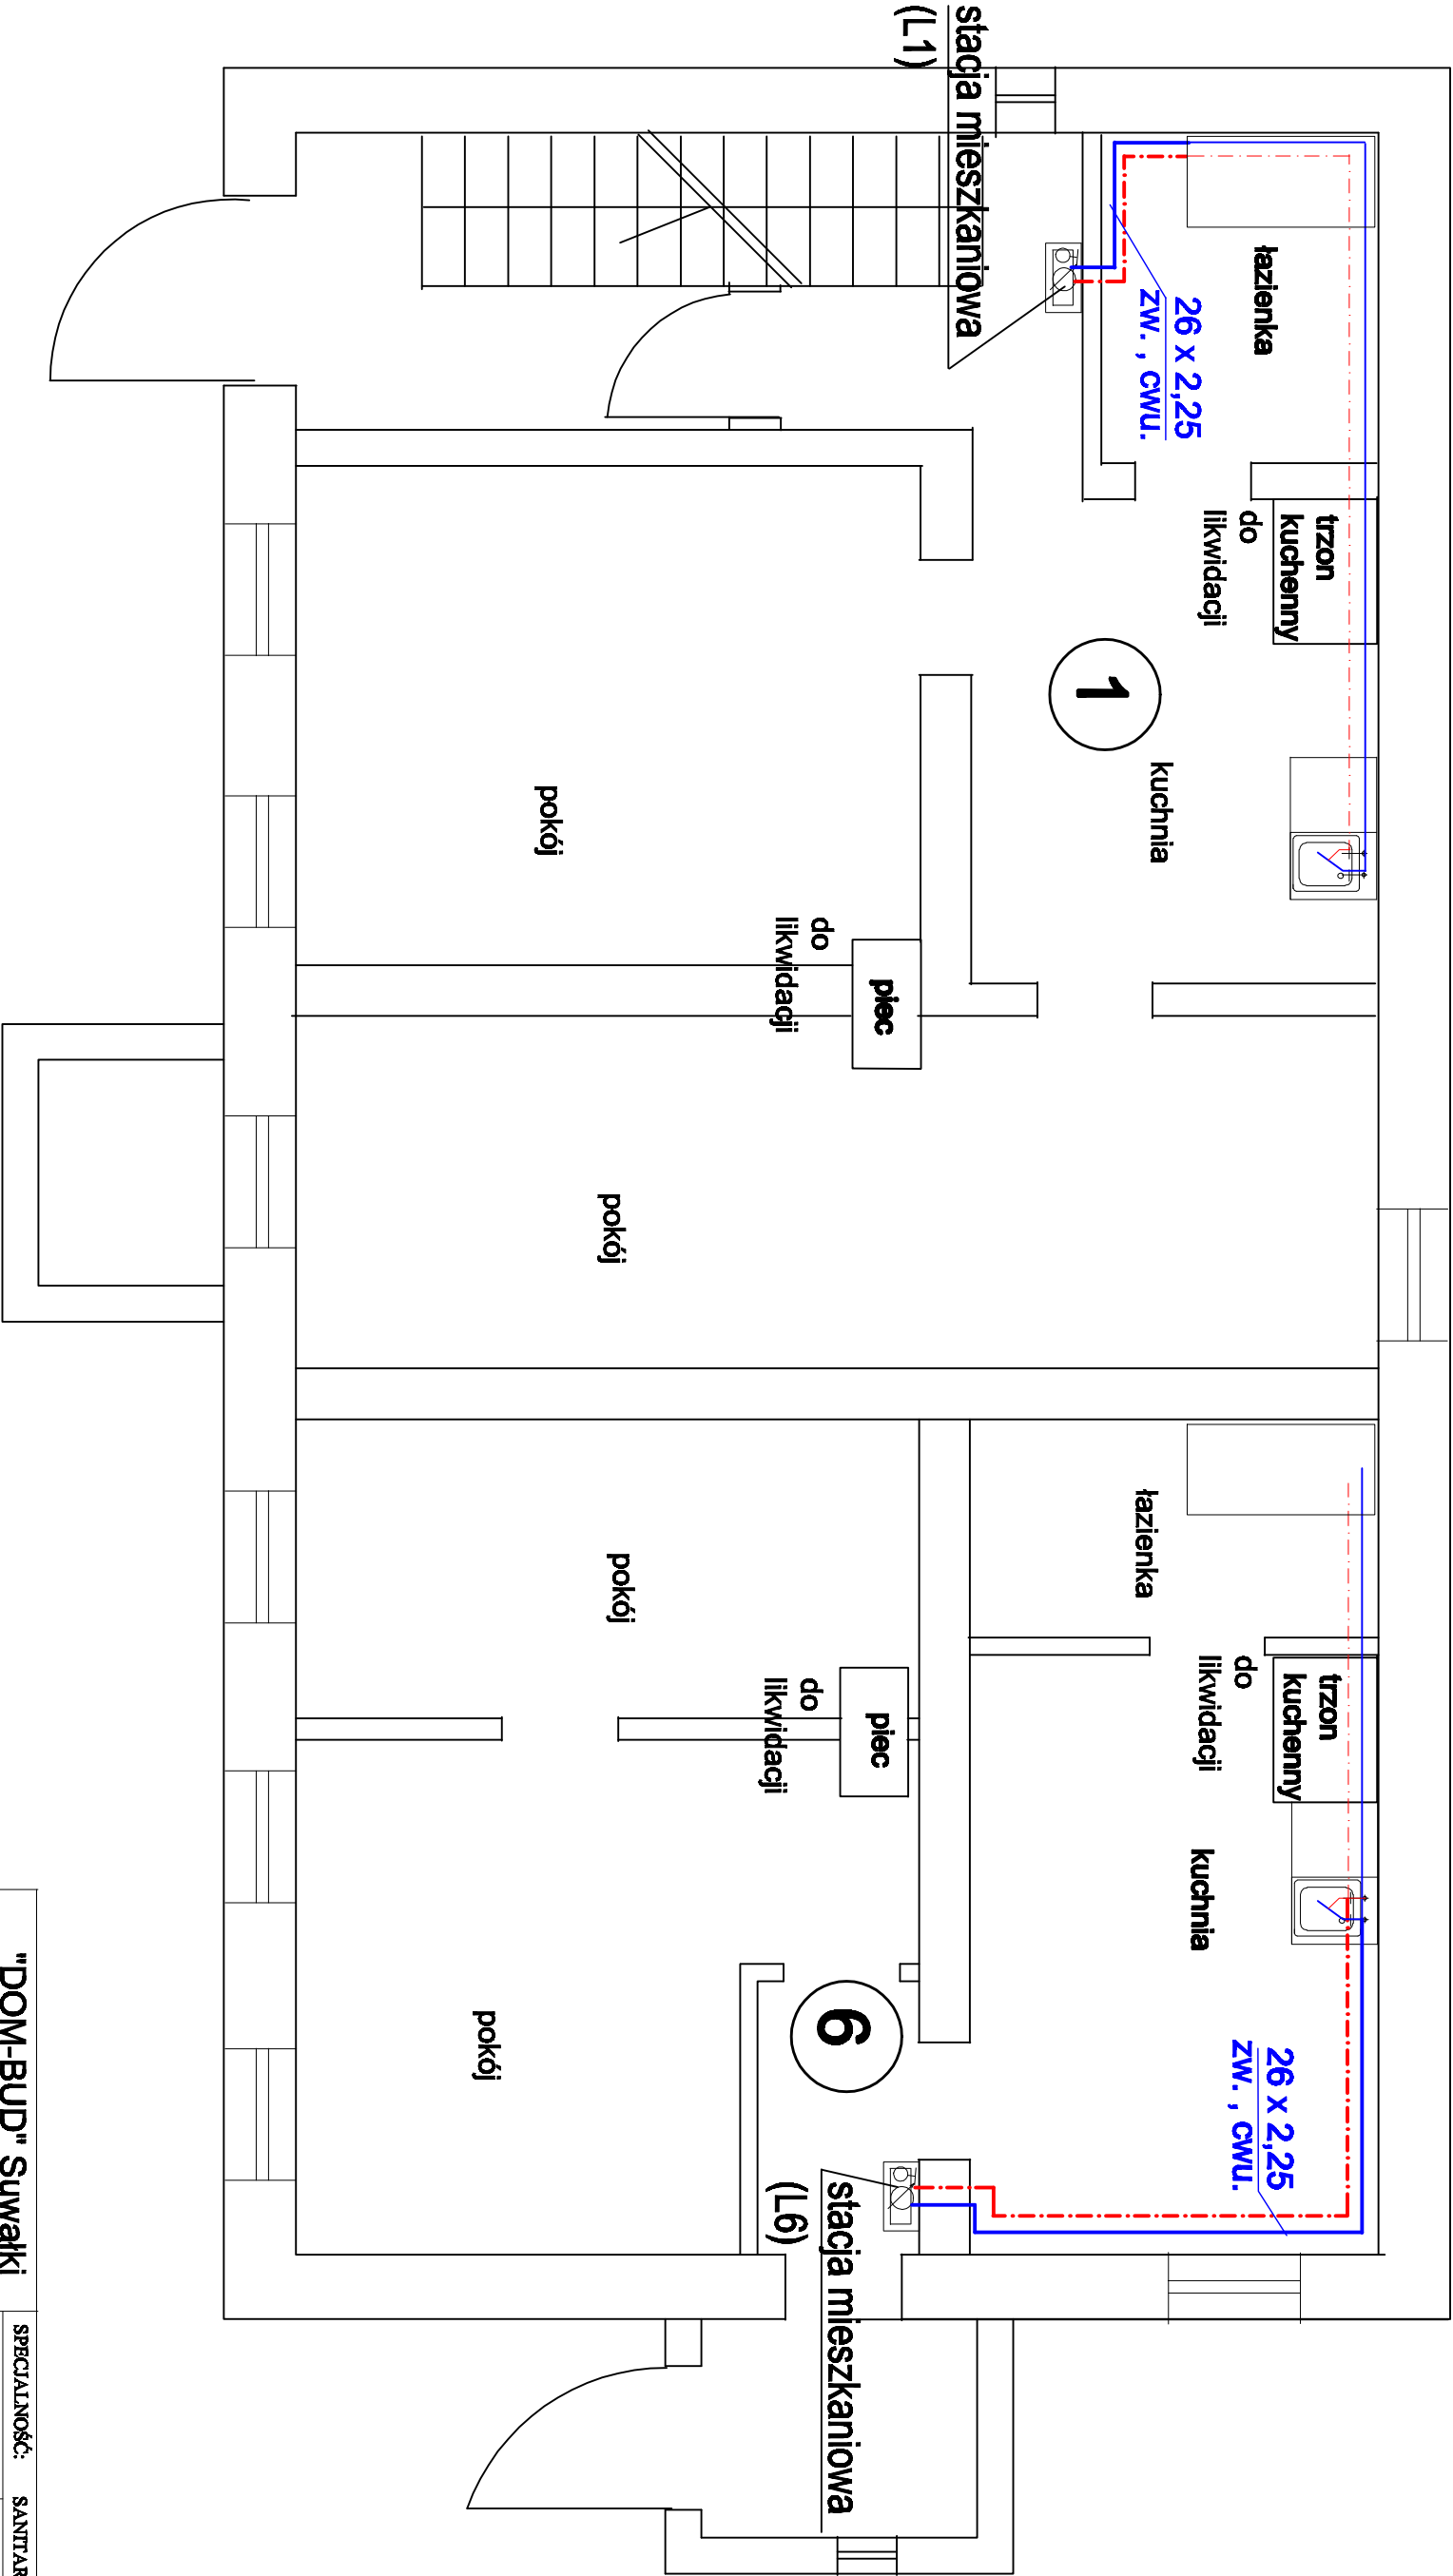 stacja mieszkaniowa
(L1)
łazienka
26 x 2,25
zw. , cwu.
trzon
kuchenny
do
likwidacji
1
kuchnia
pokój
piec
do
likwidacji
pokój
łazienka
pokój
trzon
kuchenny
do
likwidacji
piec
do
likwidacji
kuchnia
6
pokój
26 x 2,25
zw. , cwu.
stacja mieszkaniowa
(L6)
"DOM-BUD" Suwałki
SPECJALNOŚĆ: